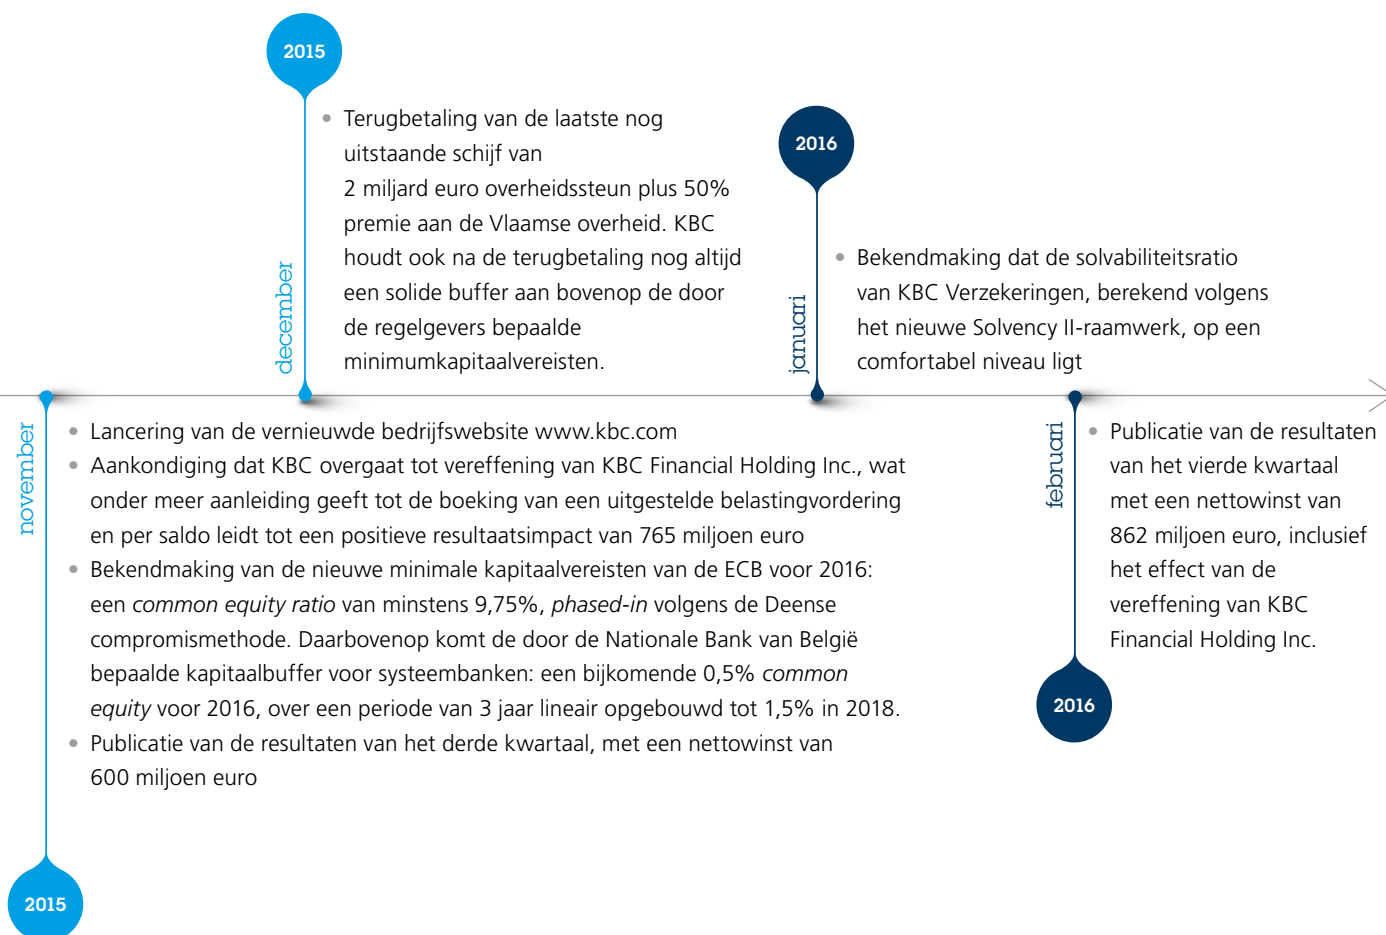 2015
november
• Lancering van de vernieuwde bedrijfswebsite www.kbc.com
• Aankondiging dat KBC overgaat tot vereffening van KBC Financial Holding Inc., wat
onder meer aanleiding geeft tot de boeking van een uitgestelde belastingvordering
en per saldo leidt tot een positieve resultaatsimpact van 765 miljoen euro
• Bekendmaking van de nieuwe minimale kapitaalvereisten van de ECB voor 2016:
een common equity ratio van minstens 9,75%, phased-in volgens de Deense
compromismethode. Daarbovenop komt de door de Nationale Bank van België
bepaalde kapitaalbuffer voor systeembanken: een bijkomende 0,5% common
equity voor 2016, over een periode van 3 jaar lineair opgebouwd tot 1,5% in 2018.
• Publicatie van de resultaten van het derde kwartaal, met een nettowinst van
600 miljoen euro
2015
december
• Terugbetaling van de laatste nog
uitstaande schijf van
2 miljard euro overheidssteun plus 50%
premie aan de Vlaamse overheid. KBC
houdt ook na de terugbetaling nog altijd
een solide buffer aan bovenop de door
de regelgevers bepaalde
minimumkapitaalvereisten.
2016
januari
• Bekendmaking dat de solvabiliteitsratio
van KBC Verzekeringen, berekend volgens
het nieuwe Solvency II-raamwerk, op een
comfortabel niveau ligt
2016
februari
• Publicatie van de resultaten
van het vierde kwartaal
met een nettowinst van
862 miljoen euro, inclusief
het effect van de
vereffening van KBC
Financial Holding Inc.